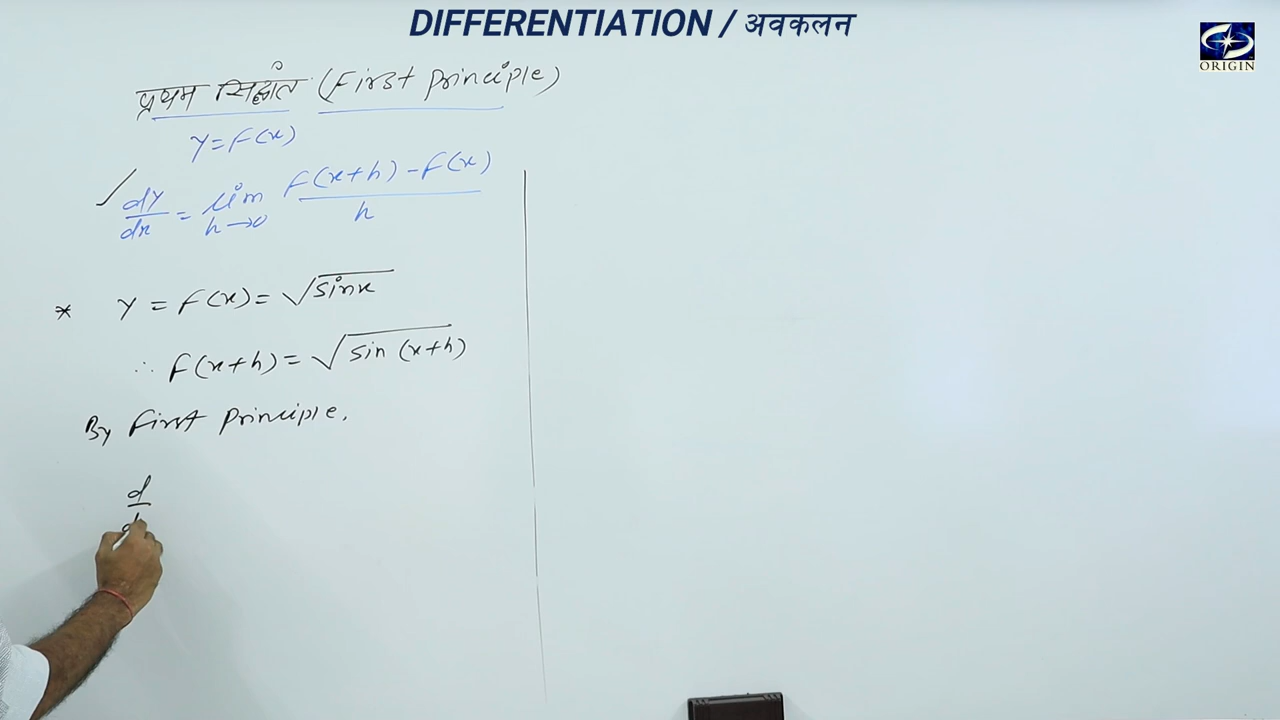 DIFFERENTIATION / अवकलन
ORIGIN
प्रथम सिद्धांत (First Principle)
Y = F(x)
dY/dx = lim h→0 F(x+h) - F(x) / h
* Y = F(x) = √sinx
∴ F(x+h) = √sin (x+h)
By First Principle.
d